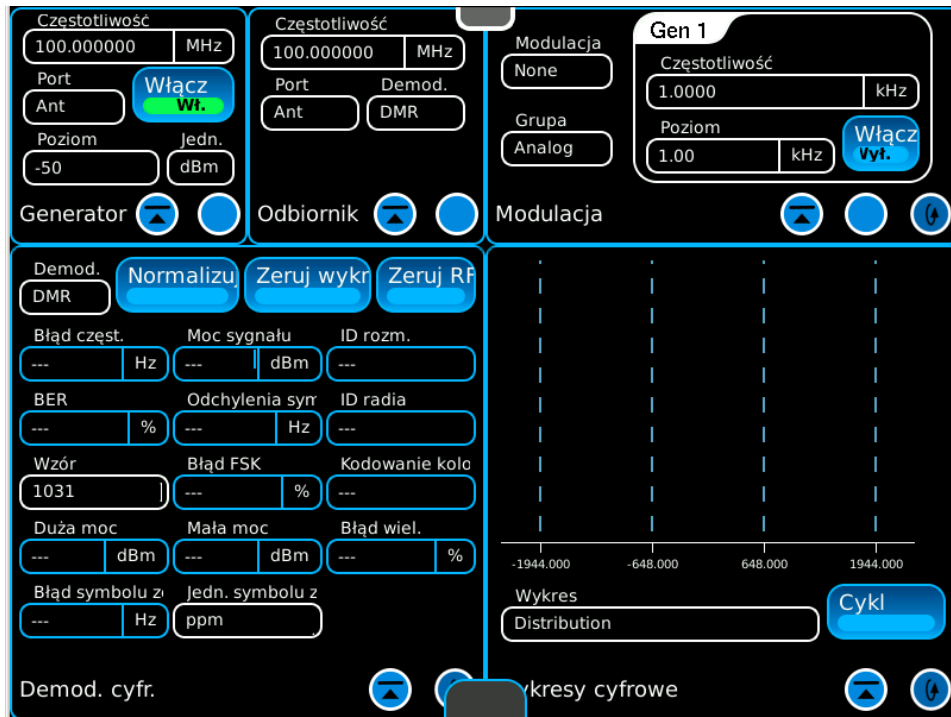 Częstotliwość
100.000000 MHz
Port
Ant
Włącz
Wł.
Poziom Jedn.
-50 dBm
Generator
Częstotliwość
100.000000 MHz
Port Demod.
Ant DMR
Odbiornik
Modulacja
None
Grupa
Analog
Gen 1
Częstotliwość
1.0000 kHz
Poziom
1.00 kHz
Włącz
Wył.
Modulacja
Demod.
DMR
Normalizuj
Zeruj wykr
Zeruj RF
Błąd częst. Moc sygnału ID rozm.
--- Hz --- dBm ---
BER Odchylenia sym ID radia
--- % --- Hz ---
Wzór Błąd FSK Kodowanie kolo
1031 --- % ---
Duża moc Mała moc Błąd wiel.
--- dBm --- dBm --- %
Błąd symbolu ze Jedn. symbolu z
--- Hz ppm
Demod. cyfr.
-1944.000 -648.000 648.000 1944.000
Wykres
Distribution
Cykl
ykresy cyfrowe